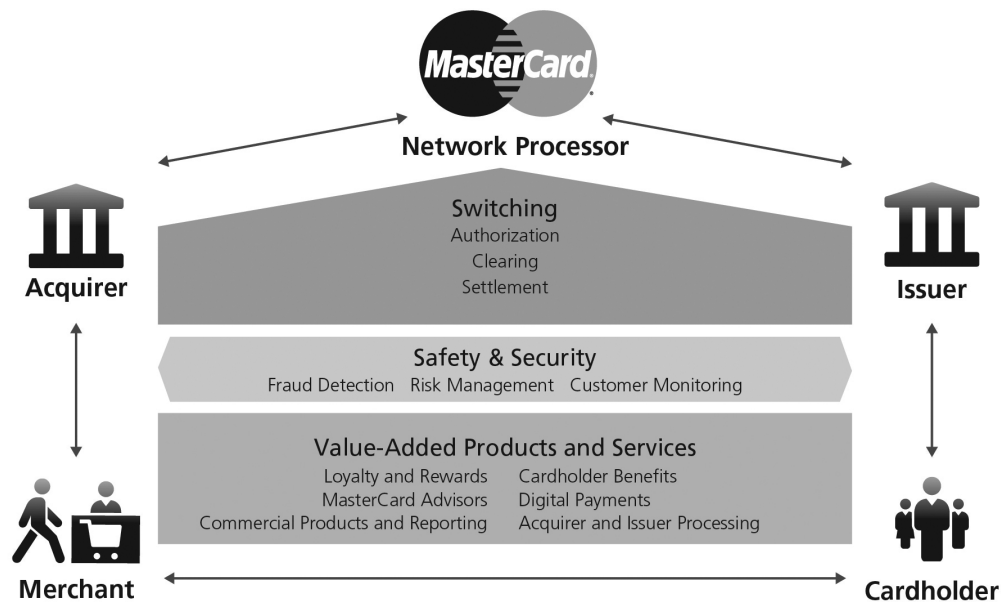 MasterCard
Network Processor
Switching
Authorization
Clearing
Settlement
Acquirer
Issuer
Safety & Security
Fraud Detection Risk Management Customer Monitoring
Value-Added Products and Services
Loyalty and Rewards Cardholder Benefits
MasterCard Advisors Digital Payments
Commercial Products and Reporting Acquirer and Issuer Processing
Merchant
Cardholder